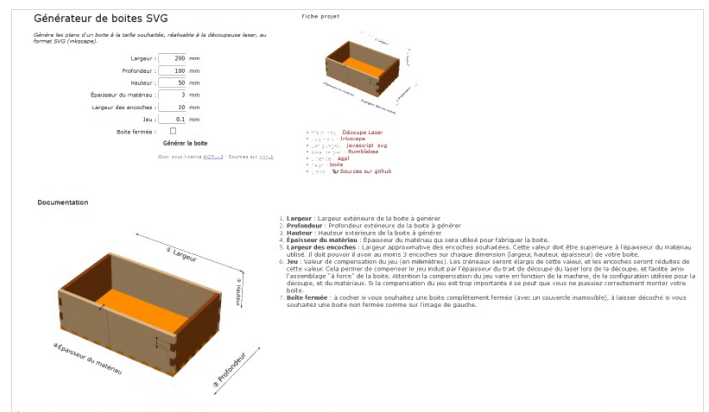 Générateur de boites SVG
Génère les plans d'un boite à la taille souhaitée, réalisable à la découpeuse laser, au
format SVG (inkscape).
Largeur : 200 mm
Profondeur : 100 mm
Hauteur : 50 mm
Épaisseur du matériau : 3 mm
Largeur des encoches : 10 mm
Jeu : 0.1 mm
Boite fermée :
Générer la boite
sous licence - Sources sur
Fiche projet
Découpe Laser
Inkscape
javascript svg
Bumblebee
agpl
boite
Sources sur github
Documentation
① Largeur
② Hauteur
④Épaisseur du matériau
③ Profondeur
1. Largeur : Largeur extérieure de la boite à générer
2. Profondeur : Profondeur extérieure de la boite à générer
3. Hauteur : Hauteur extérieure de la boite à générer
4. Épaisseur du matériau : Épaisseur du matériau qui sera utilisé pour fabriquer la boite.
5. Largeur des encoches : Largeur approximative des encoches souhaitées. Cette valeur doit être supérieure à l'épaisseur du matériau
utilisé. Il doit pouvoir il avoir au moins 3 encoches sur chaque dimension (largeur, hauteur, épaisseur) de votre boite.
6. Jeu : Valeur de compensation du jeu (en milimètres). Les créneaux seront élargis de cette valeur, et les encoches seront réduites de
cette valeur. Cela permer de compenser le jeu induit par l'épaisseur du trait de découpe du laser lors de la découpe, et facilite ainsi
l'assemblage "à force" de la boite. Attention la compensation du jeu varie en fonction de la machine, de la configuration utilisée pour la
découpe, et du matériaux. Si la compensation du jeu est trop importante il se peut que vous ne puissiez correctement monter votre
boite.
7. Boite fermée : à cocher si vous souhaitez une boite complètement fermée (avec un couvercle inamovible), à laisser décoché si vous
souhaitez une boite non fermée comme sur l'image de gauche.